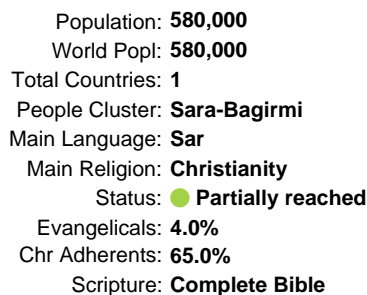 Population: 580,000
World Popl: 580,000
Total Countries: 1
People Cluster: Sara-Bagirmi
Main Language: Sar
Main Religion: Christianity
Status: Partially reached
Evangelicals: 4.0%
Chr Adherents: 65.0%
Scripture: Complete Bible